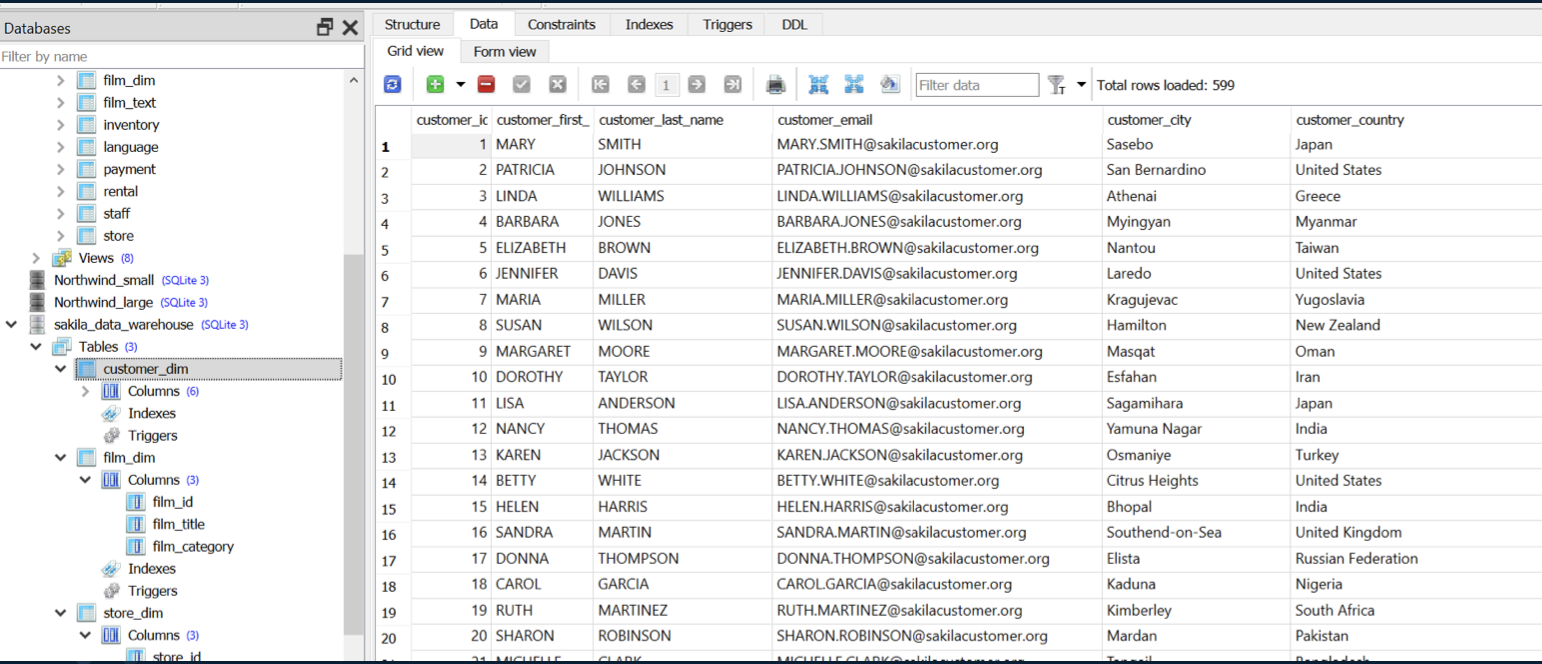 Databases
Filter by name
film_dim
film_text
inventory
language
payment
rental
staff
store
Views (8)
Northwind_small (SQLite 3)
Northwind_large (SQLite 3)
sakila_data_warehouse (SQLite 3)
Tables (3)
customer_dim
Columns (6)
Indexes
Triggers
film_dim
Columns (3)
film_id
film_title
film_category
Indexes
Triggers
store_dim
Columns (3)
store_id
Structure Data Constraints Indexes Triggers DDL
Grid view Form view
1 Filter data Total rows loaded: 599
customer_ic customer_first_ customer_last_name customer_email customer_city customer_country
1 1 MARY SMITH MARY.SMITH@sakilacustomer.org Sasebo Japan
2 2 PATRICIA JOHNSON PATRICIA.JOHNSON@sakilacustomer.org San Bernardino United States
3 3 LINDA WILLIAMS LINDA.WILLIAMS@sakilacustomer.org Athenai Greece
4 4 BARBARA JONES BARBARA.JONES@sakilacustomer.org Myingyan Myanmar
5 5 ELIZABETH BROWN ELIZABETH.BROWN@sakilacustomer.org Nantou Taiwan
6 6 JENNIFER DAVIS JENNIFER.DAVIS@sakilacustomer.org Laredo United States
7 7 MARIA MILLER MARIA.MILLER@sakilacustomer.org Kragujevac Yugoslavia
8 8 SUSAN WILSON SUSAN.WILSON@sakilacustomer.org Hamilton New Zealand
9 9 MARGARET MOORE MARGARET.MOORE@sakilacustomer.org Masqat Oman
10 10 DOROTHY TAYLOR DOROTHY.TAYLOR@sakilacustomer.org Esfahan Iran
11 11 LISA ANDERSON LISA.ANDERSON@sakilacustomer.org Sagamihara Japan
12 12 NANCY THOMAS NANCY.THOMAS@sakilacustomer.org Yamuna Nagar India
13 13 KAREN JACKSON KAREN.JACKSON@sakilacustomer.org Osmaniye Turkey
14 14 BETTY WHITE BETTY.WHITE@sakilacustomer.org Citrus Heights United States
15 15 HELEN HARRIS HELEN.HARRIS@sakilacustomer.org Bhopal India
16 16 SANDRA MARTIN SANDRA.MARTIN@sakilacustomer.org Southend-on-Sea United Kingdom
17 17 DONNA THOMPSON DONNA.THOMPSON@sakilacustomer.org Elista Russian Federation
18 18 CAROL GARCIA CAROL.GARCIA@sakilacustomer.org Kaduna Nigeria
19 19 RUTH MARTINEZ RUTH.MARTINEZ@sakilacustomer.org Kimberley South Africa
20 20 SHARON ROBINSON SHARON.ROBINSON@sakilacustomer.org Mardan Pakistan